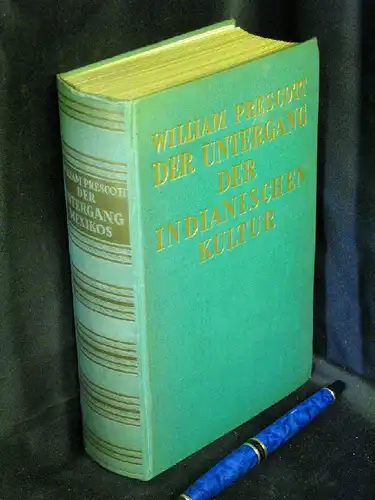 WILLIAM PRESCOTT
DER UNTERGANG
DER
INDIANISCHEN
KULTUR
WILLIAM PRESCOTT
DER
UNTERGANG
MEXIKOS